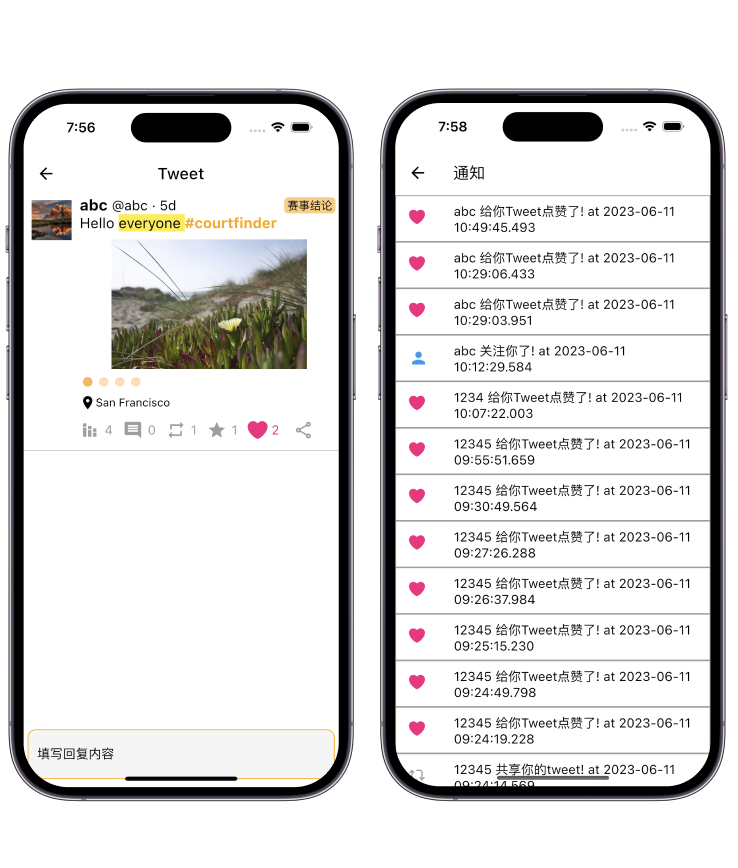 7:56
Tweet
abc @abc · 5d
赛事结论
Hello everyone #courtfinder
San Francisco
4 0 1 1 2
填写回复内容
7:58
通知
abc 给你Tweet点赞了! at 2023-06-11
10:49:45.493
abc 给你Tweet点赞了! at 2023-06-11
10:29:06.433
abc 给你Tweet点赞了! at 2023-06-11
10:29:03.951
abc 关注你了! at 2023-06-11
10:12:29.584
1234 给你Tweet点赞了! at 2023-06-11
10:07:22.003
12345 给你Tweet点赞了! at 2023-06-11
09:55:51.659
12345 给你Tweet点赞了! at 2023-06-11
09:30:49.564
12345 给你Tweet点赞了! at 2023-06-11
09:27:26.288
12345 给你Tweet点赞了! at 2023-06-11
09:26:37.984
12345 给你Tweet点赞了! at 2023-06-11
09:25:15.230
12345 给你Tweet点赞了! at 2023-06-11
09:24:49.798
12345 给你Tweet点赞了! at 2023-06-11
09:24:19.228
12345 共享你的tweet! at 2023-06-11
09:24:14.569